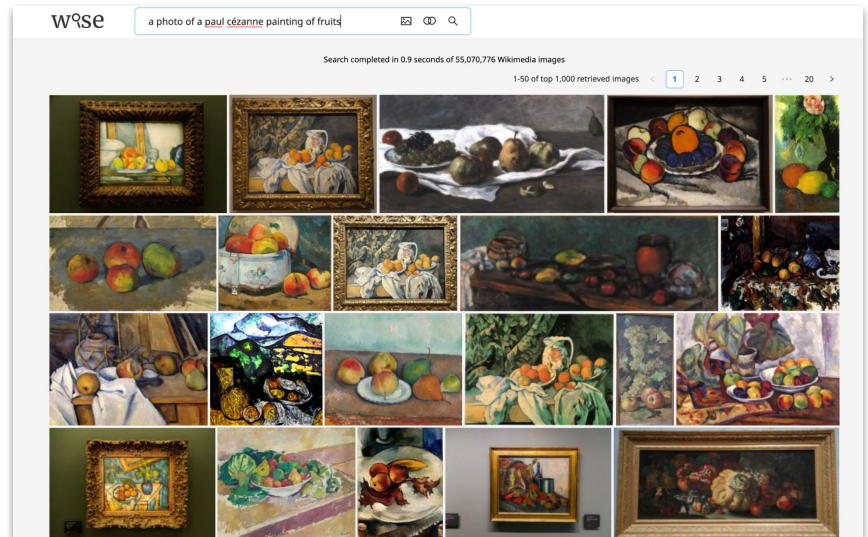 WISE
a photo of a paul cézanne painting of fruits
Search completed in 0.9 seconds of 55,070,776 Wikimedia images
1-50 of top 1,000 retrieved images < 1 2 3 4 5 ••• 20 >